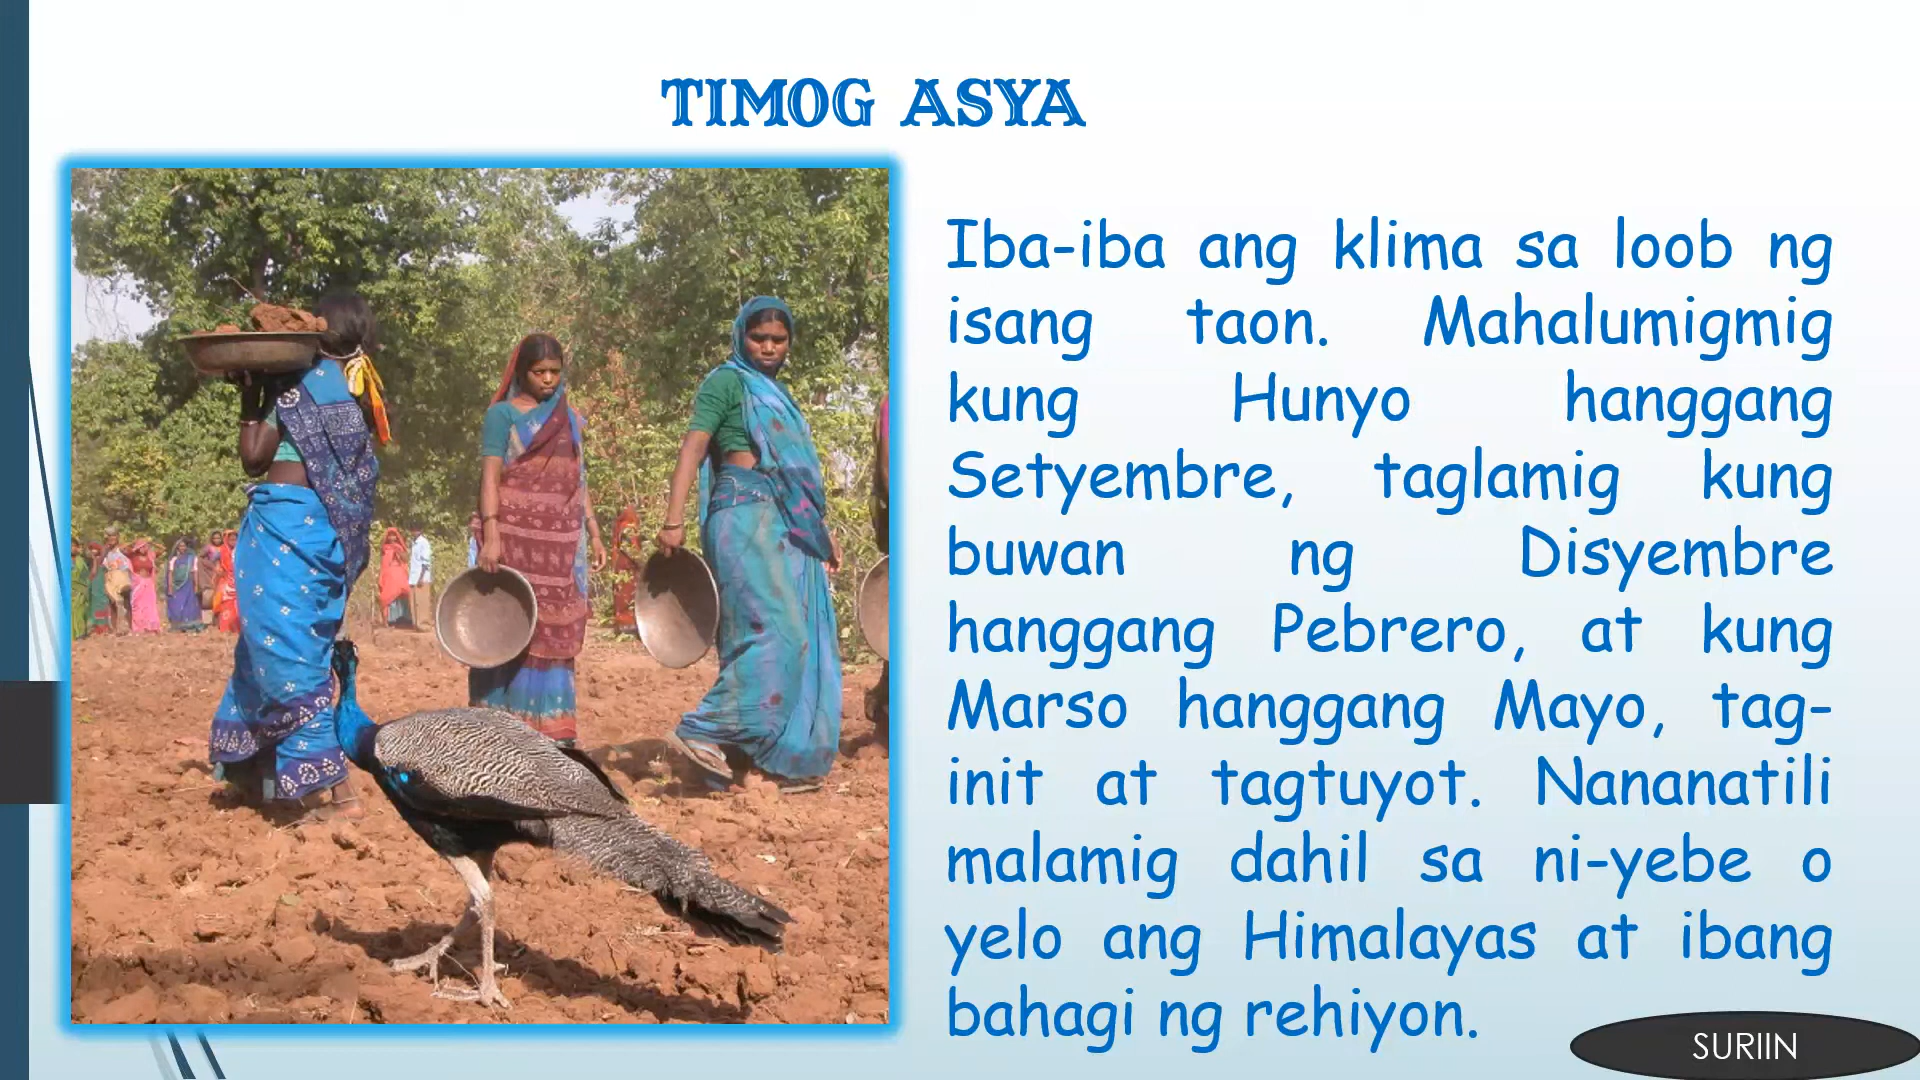 TIMOG ASYA
Iba-iba ang klima sa loob ng
isang taon. Mahalumigmig
kung Hunyo hanggang
Setyembre, taglamig kung
buwan ng Disyembre
hanggang Pebrero, at kung
Marso hanggang Mayo, tag-
init at tagtuyot. Nananatili
malamig dahil sa ni-yebe o
yelo ang Himalayas at ibang
bahagi ng rehiyon.
SURIIN